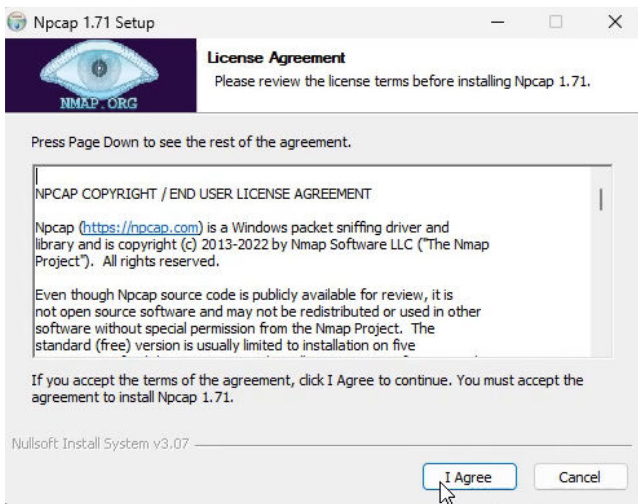 Npcap 1.71 Setup
NMAP.ORG
License Agreement
Please review the license terms before installing Npcap 1.71.
Press Page Down to see the rest of the agreement.
NPCAP COPYRIGHT / END USER LICENSE AGREEMENT
Npcap (https://npcap.com) is a Windows packet sniffing driver and
library and is copyright (c) 2013-2022 by Nmap Software LLC ("The Nmap
Project").  All rights reserved.
Even though Npcap source code is publicly available for review, it is
not open source software and may not be redistributed or used in other
software without special permission from the Nmap Project.  The
standard (free) version is usually limited to installation on five
If you accept the terms of the agreement, click I Agree to continue. You must accept the
agreement to install Npcap 1.71.
Nullsoft Install System v3.07
I Agree
Cancel